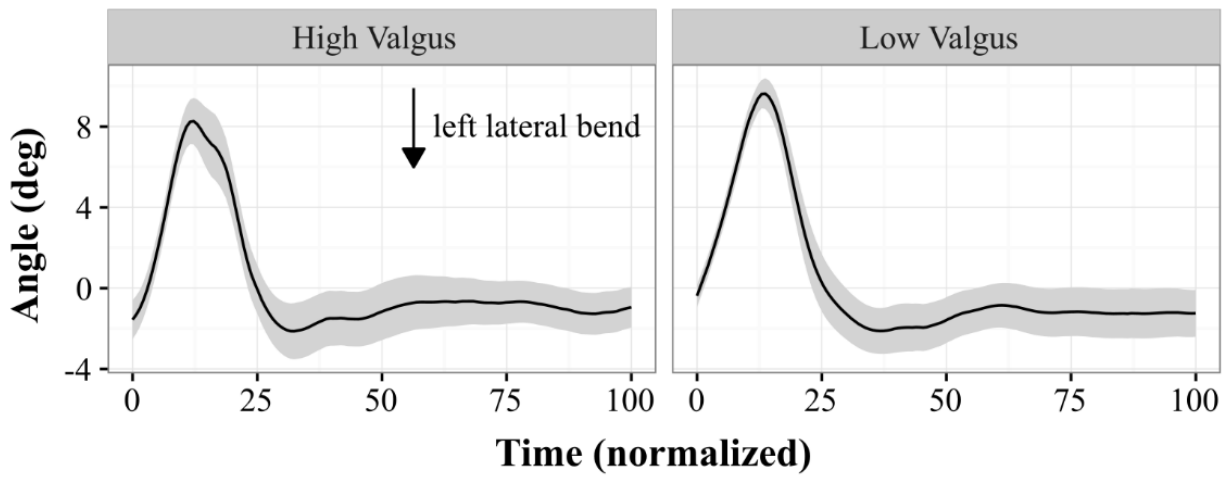 High Valgus
Low Valgus
left lateral bend
Angle (deg)
8
4
0
-4
0 25 50 75 100
0 25 50 75 100
Time (normalized)